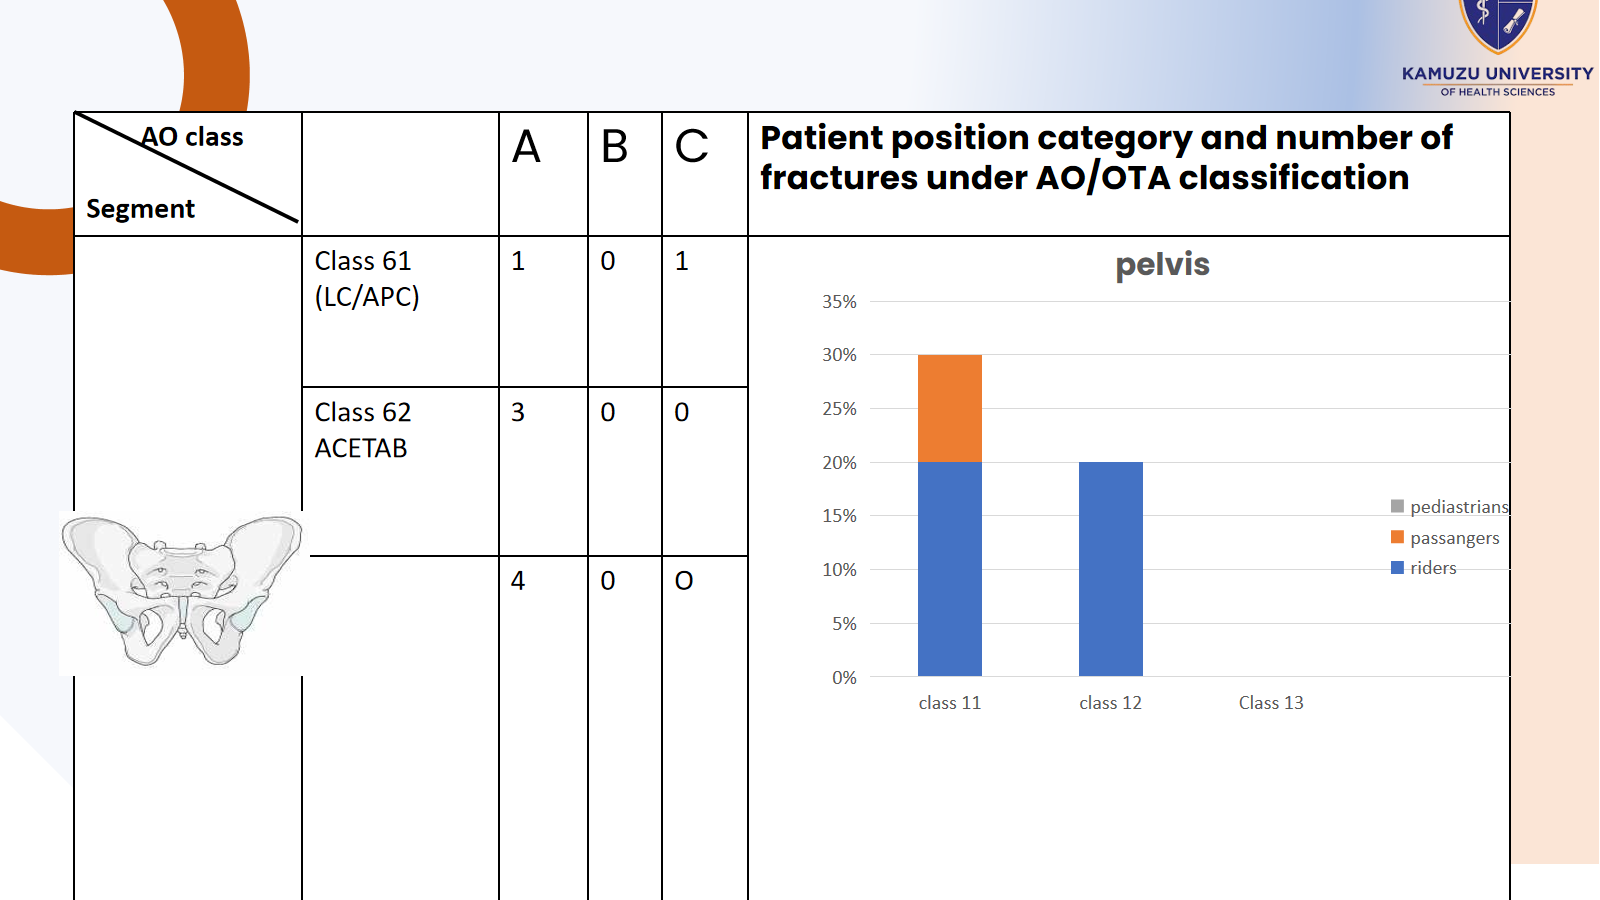 KAMUZU UNIVERSITY
OF HEALTH SCIENCES
AO class
Segment
A
B
C
Patient position category and number of
fractures under AO/OTA classification
Class 61
(LC/APC)
1
0
1
Class 62
ACETAB
3
0
0
4
0
O
pelvis
35%
30%
25%
20%
15%
10%
5%
0%
class 11
class 12
Class 13
pediastrians
passangers
riders